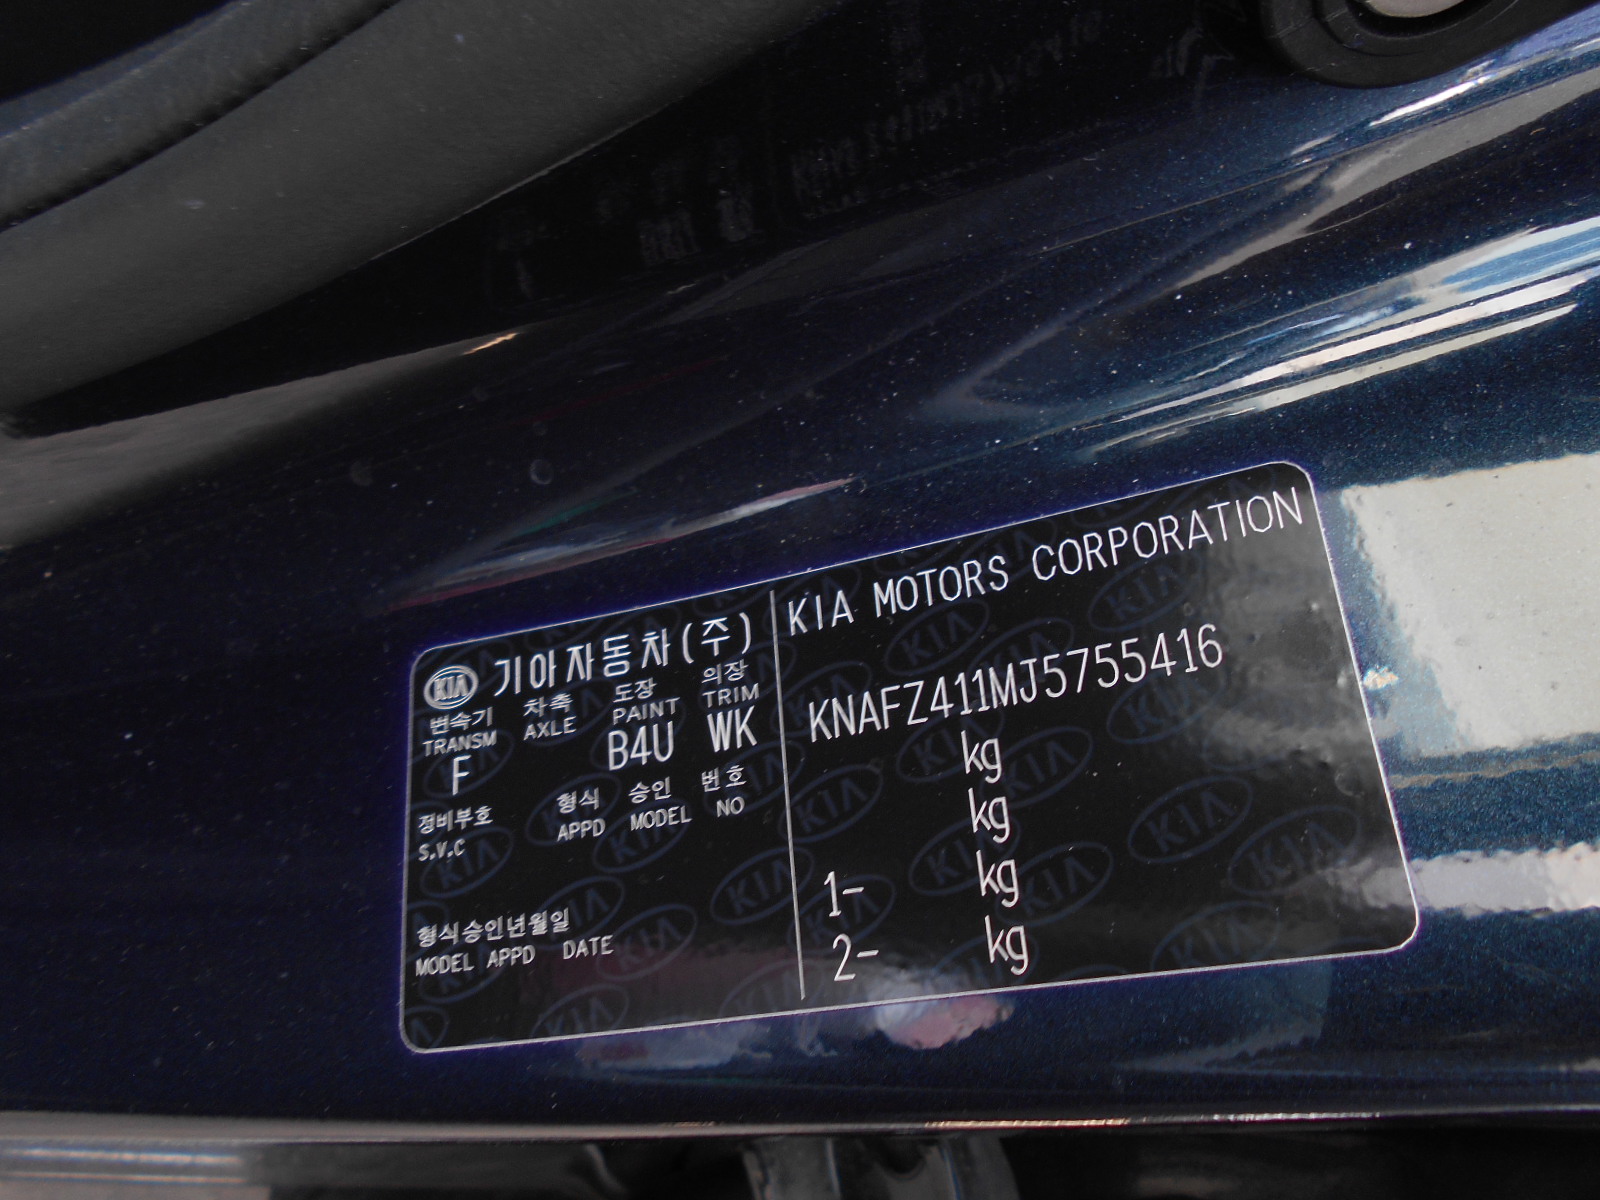 KIA 기아자동차(주)
변속기 차축 도장 의장
TRANSM AXLE PAINT TRIM
F B4U WK
정비부호 형식 승인 번호
S.V.C APPD MODEL NO
형식승인년월일
MODEL APPD DATE
KIA MOTORS CORPORATION
KNAFZ411MJ5755416
kg
kg
1- kg
2- kg